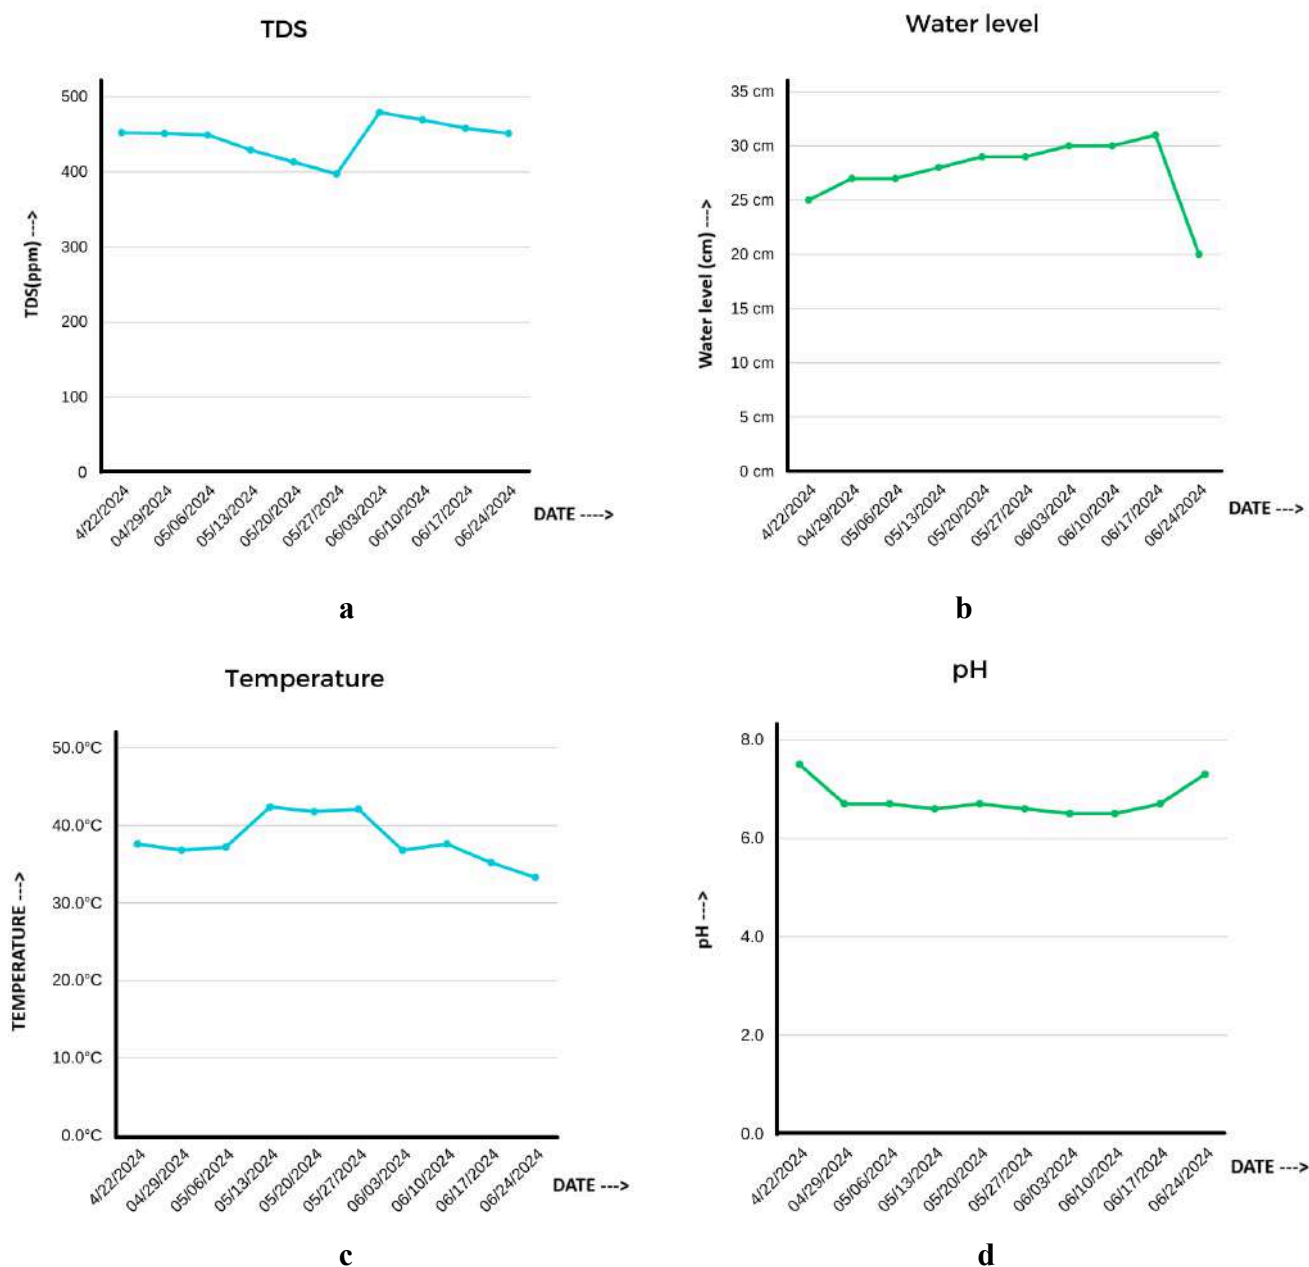 TDS
500
400
300
200
100
0
TDS(ppm) --->
4/22/2024
04/29/2024
05/06/2024
05/13/2024
05/20/2024
05/27/2024
06/03/2024
06/10/2024
06/17/2024
06/24/2024
DATE ---->
a
Water level
35 cm
30 cm
25 cm
20 cm
15 cm
10 cm
5 cm
0 cm
Water level (cm) --->
4/22/2024
04/29/2024
05/06/2024
05/13/2024
05/20/2024
05/27/2024
06/03/2024
06/10/2024
06/17/2024
06/24/2024
DATE --->
b
Temperature
50.0°C
40.0°C
30.0°C
20.0°C
10.0°C
0.0°C
TEMPERATURE --->
4/22/2024
04/29/2024
05/06/2024
05/13/2024
05/20/2024
05/27/2024
06/03/2024
06/10/2024
06/17/2024
06/24/2024
DATE --->
c
pH
8.0
6.0
4.0
2.0
0.0
pH --->
4/22/2024
04/29/2024
05/06/2024
05/13/2024
05/20/2024
05/27/2024
06/03/2024
06/10/2024
06/17/2024
06/24/2024
DATE --->
d